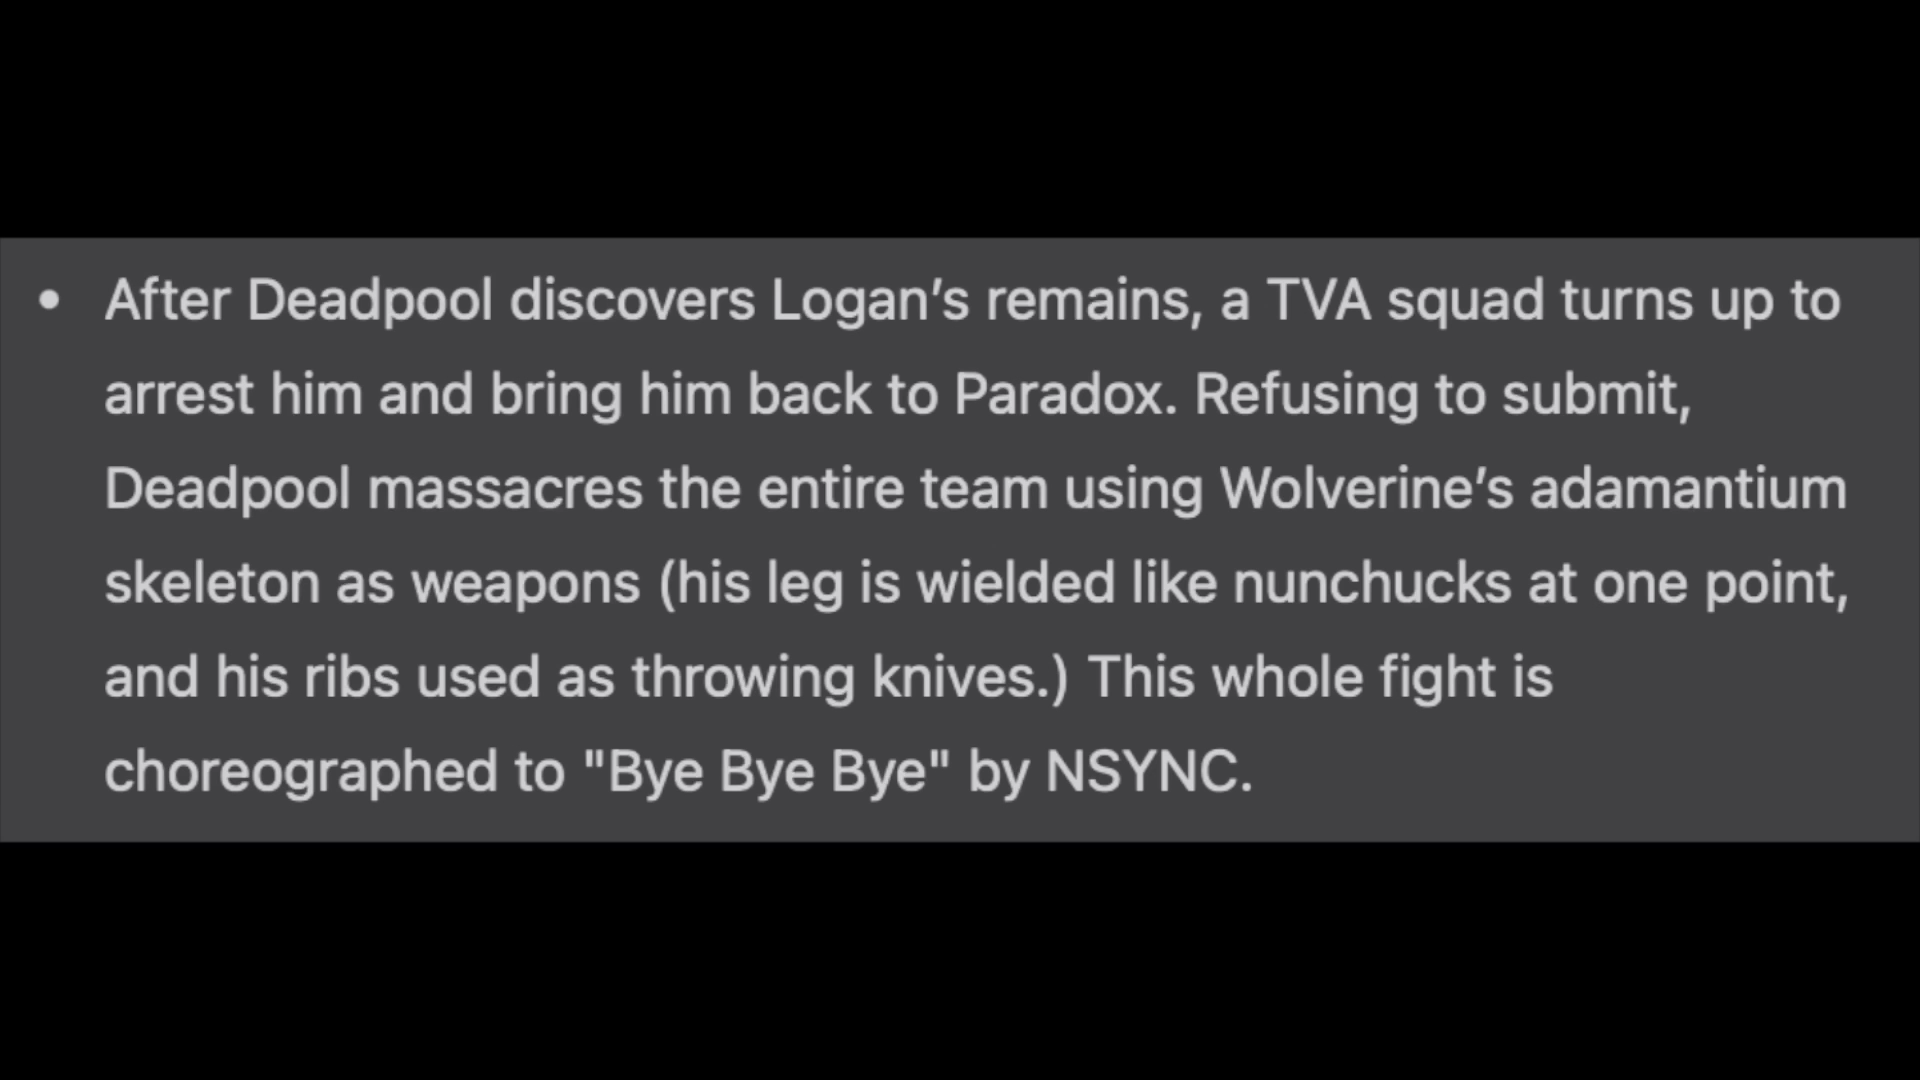 • After Deadpool discovers Logan’s remains, a TVA squad turns up to
arrest him and bring him back to Paradox. Refusing to submit,
Deadpool massacres the entire team using Wolverine’s adamantium
skeleton as weapons (his leg is wielded like nunchucks at one point,
and his ribs used as throwing knives.) This whole fight is
choreographed to "Bye Bye Bye" by NSYNC.